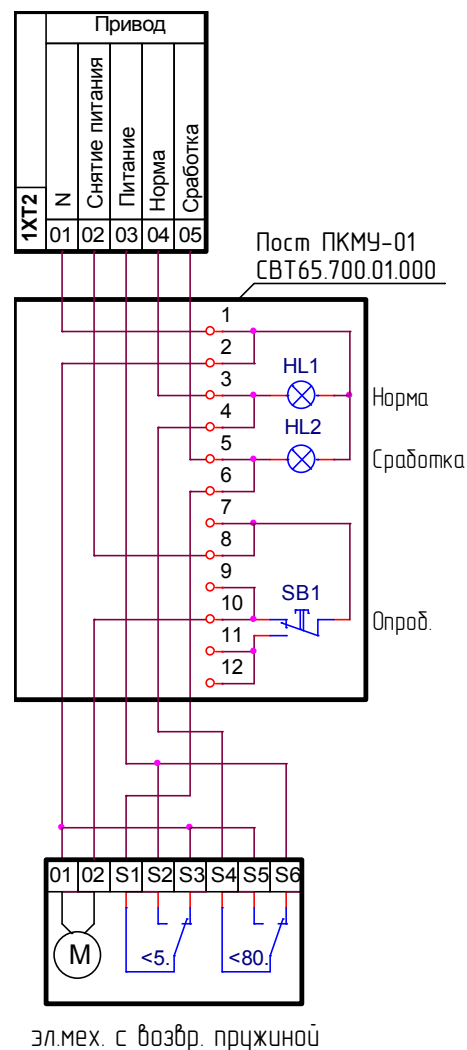 Привод
1XT2
N
Снятие питания
Питание
Норма
Сработка
01 02 03 04 05
Пост ПКМУ-01
СВТ65.700.01.000
1
2
HL1
3
Норма
4
HL2
5
Сработка
6
7
8
9
SB1
10
Опроб.
11
12
01 02 S1 S2 S3 S4 S5 S6
M
<5.
<80.
эл.мех. с возвр. пружиной